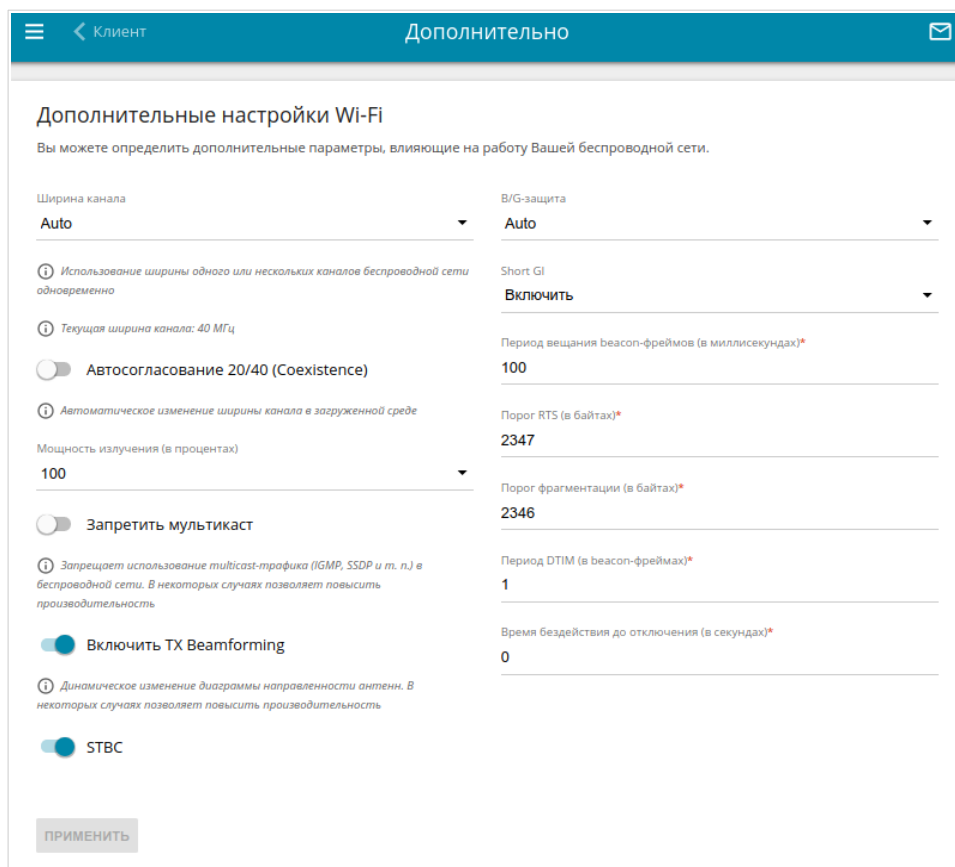 Клиент
Дополнительно
Дополнительные настройки Wi-Fi
Вы можете определить дополнительные параметры, влияющие на работу Вашей беспроводной сети.
Ширина канала
Auto
Использование ширины одного или нескольких каналов беспроводной сети
одновременно
Текущая ширина канала: 40 МГц
Автосогласование 20/40 (Coexistence)
Автоматическое изменение ширины канала в загруженной среде
Мощность излучения (в процентах)
100
Запретить мультикаст
Запрещает использование multicast-трафика (IGMP, SSDP и т. п.) в
беспроводной сети. В некоторых случаях позволяет повысить
производительность
Включить TX Beamforming
Динамическое изменение диаграммы направленности антенн. В
некоторых случаях позволяет повысить производительность
STBC
B/G-защита
Auto
Short GI
Включить
Период вещания beacon-фреймов (в миллисекундах)*
100
Порог RTS (в байтах)*
2347
Порог фрагментации (в байтах)*
2346
Период DTIM (в beacon-фреймах)*
1
Время бездействия до отключения (в секундах)*
0
ПРИМЕНИТЬ